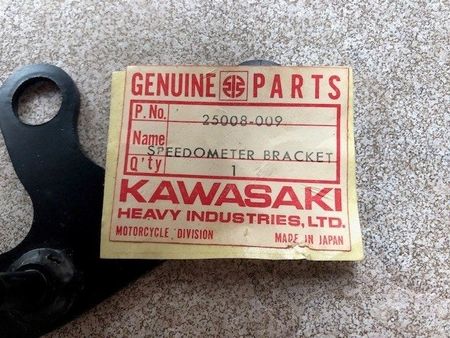 GENUINE PARTS
P.No. 25008-009
Name SPEEDOMETER BRACKET
Q'ty 1
KAWASAKI
HEAVY INDUSTRIES, LTD.
MOTORCYCLE DIVISION MADE IN JAPAN